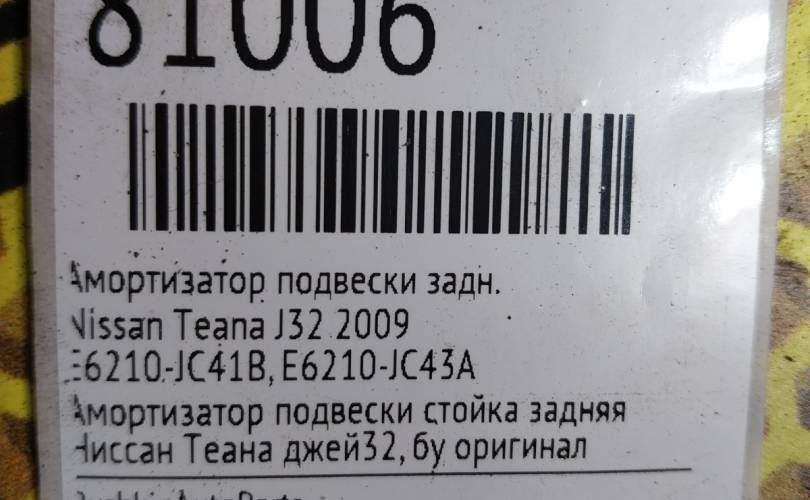 81006
Амортизатор подвески задн.
Nissan Teana J32 2009
E6210-JC41B, E6210-JC43A
Амортизатор подвески стойка задняя
Ниссан Теана джей32, бу оригинал